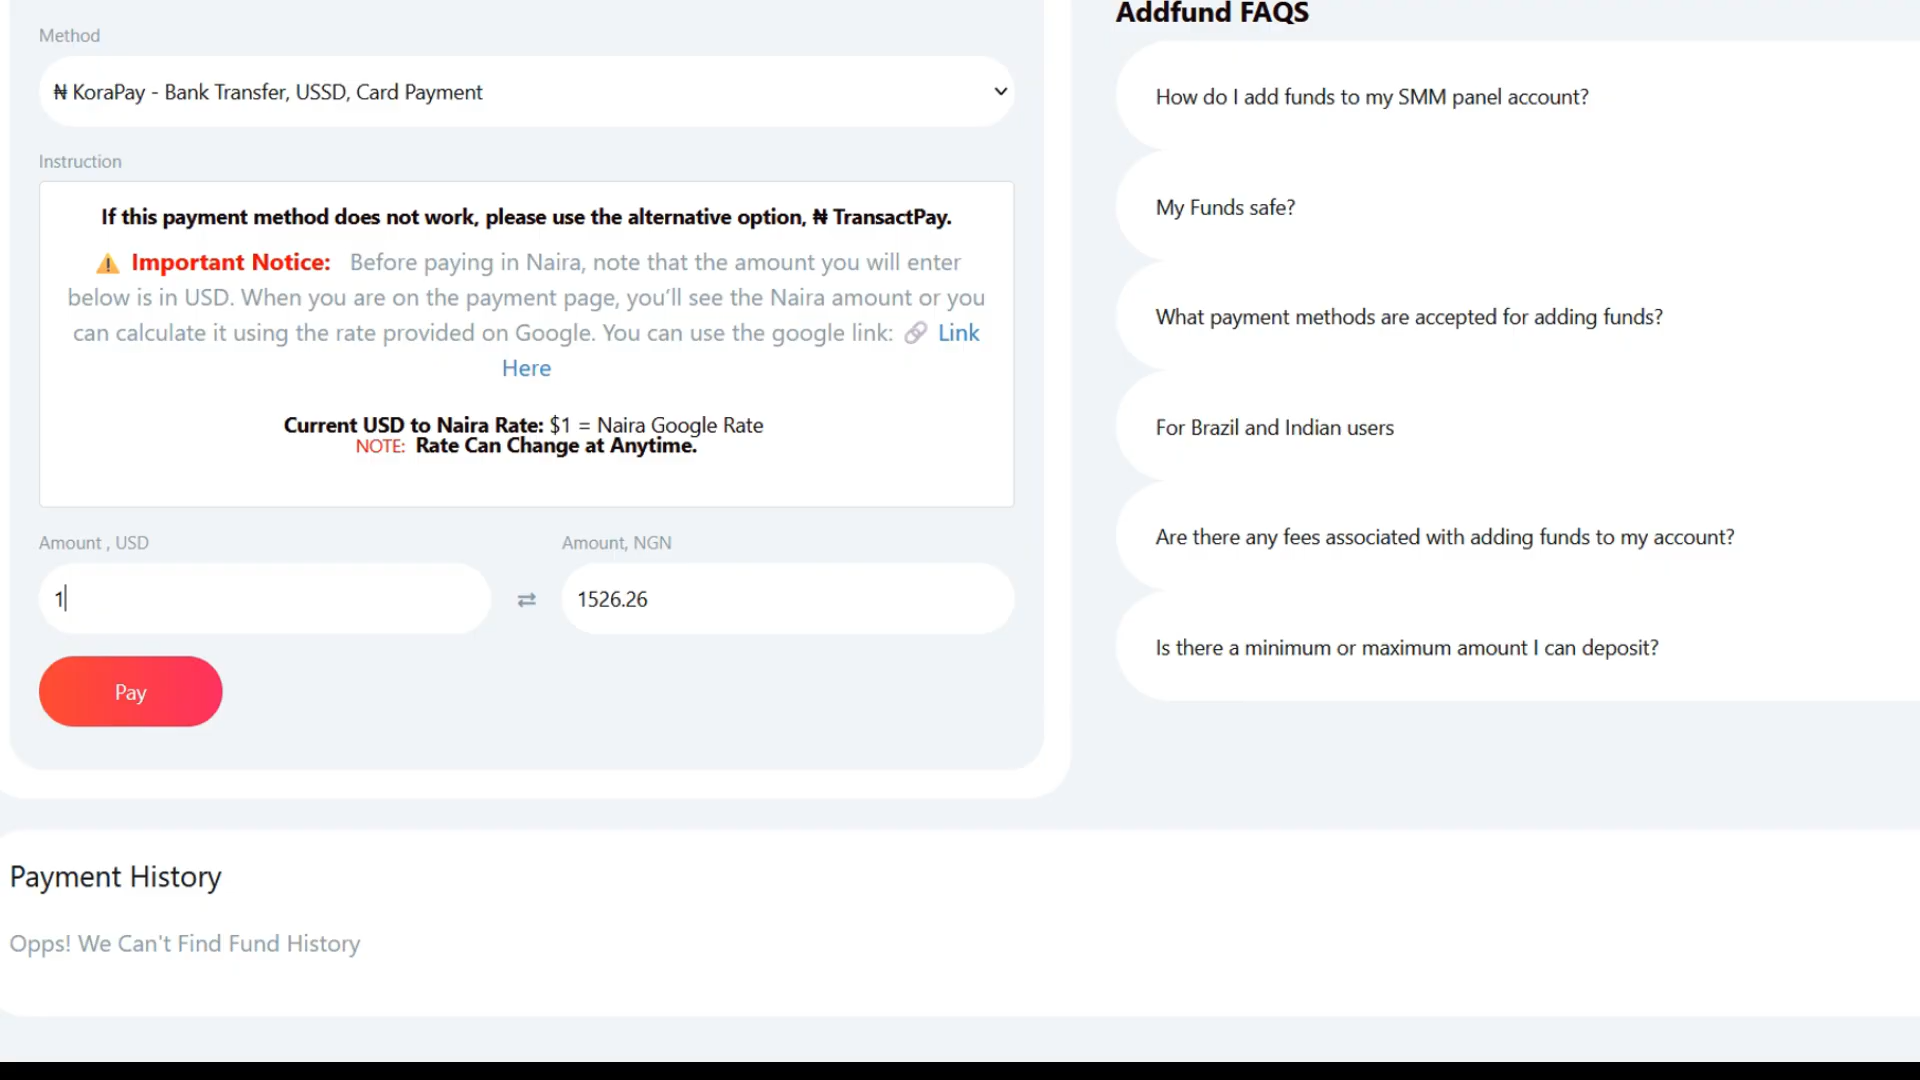 Method
₦ KoraPay - Bank Transfer, USSD, Card Payment
Instruction
If this payment method does not work, please use the alternative option, ₦ TransactPay.
⚠️ Important Notice: Before paying in Naira, note that the amount you will enter
below is in USD. When you are on the payment page, you’ll see the Naira amount or you
can calculate it using the rate provided on Google. You can use the google link: 🔗 Link
Here
Current USD to Naira Rate: $1 = Naira Google Rate
NOTE: Rate Can Change at Anytime.
Amount , USD
Amount, NGN
1
⇄
1526.26
Pay
Payment History
Opps! We Can't Find Fund History
Addfund FAQS
How do I add funds to my SMM panel account?
My Funds safe?
What payment methods are accepted for adding funds?
For Brazil and Indian users
Are there any fees associated with adding funds to my account?
Is there a minimum or maximum amount I can deposit?